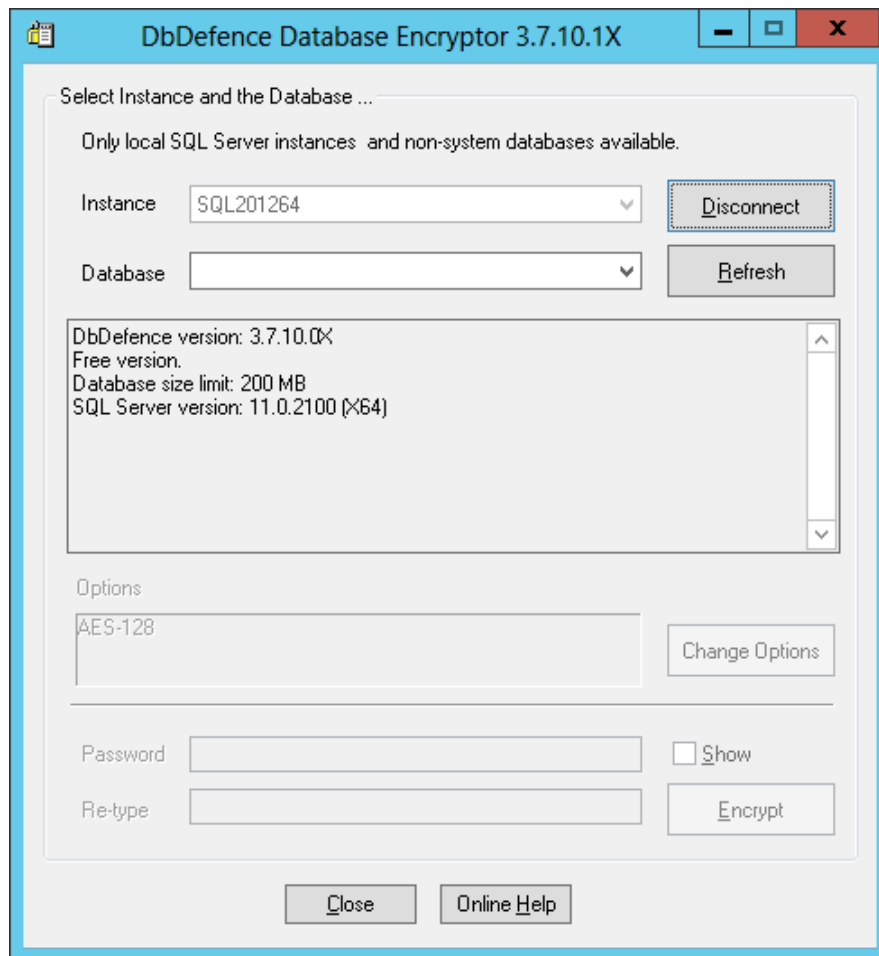 DbDefence Database Encryptor 3.7.10.1X
Select Instance and the Database ...
Only local SQL Server instances  and non-system databases available.
Instance SQL201264 Disconnect
Database Refresh
DbDefence version: 3.7.10.0X
Free version.
Database size limit: 200 MB
SQL Server version: 11.0.2100 (X64)
Options
AES-128
Change Options
Password Show
Re-type Encrypt
Close Online Help